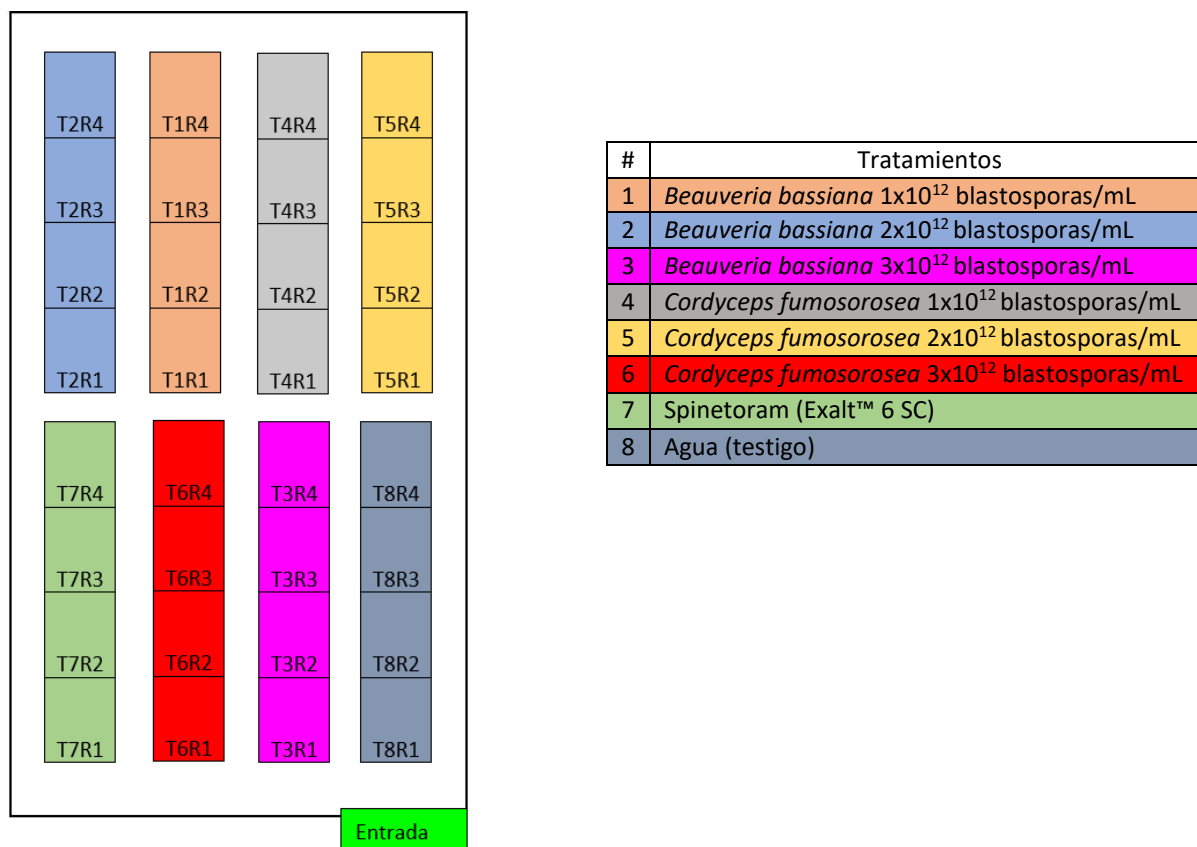 T2R4 T1R4 T4R4 T5R4
T2R3 T1R3 T4R3 T5R3
T2R2 T1R2 T4R2 T5R2
T2R1 T1R1 T4R1 T5R1
T7R4 T6R4 T3R4 T8R4
T7R3 T6R3 T3R3 T8R3
T7R2 T6R2 T3R2 T8R2
T7R1 T6R1 T3R1 T8R1
Entrada
# Tratamientos
1 Beauveria bassiana 1x10¹² blastosporas/mL
2 Beauveria bassiana 2x10¹² blastosporas/mL
3 Beauveria bassiana 3x10¹² blastosporas/mL
4 Cordyceps fumosorosea 1x10¹² blastosporas/mL
5 Cordyceps fumosorosea 2x10¹² blastosporas/mL
6 Cordyceps fumosorosea 3x10¹² blastosporas/mL
7 Spinetoram (Exalt™ 6 SC)
8 Agua (testigo)